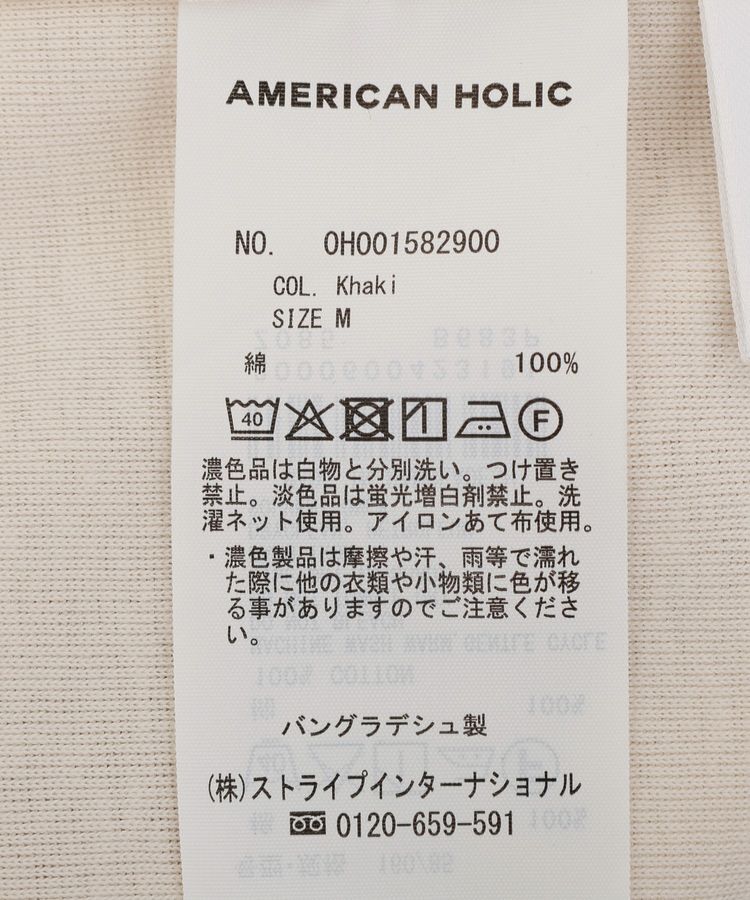 AMERICAN HOLIC
NO. 0H001582900
COL. Khaki
SIZE M
綿 100%
40 F
濃色品は白物と分別洗い。つけ置き
禁止。淡色品は蛍光増白剤禁止。洗
濯ネット使用。アイロンあて布使用。
・濃色製品は摩擦や汗、雨等で濡れ
た際に他の衣類や小物類に色が移
る事がありますのでご注意くださ
い。
バングラデシュ製
(株)ストライプインターナショナル
0120-659-591